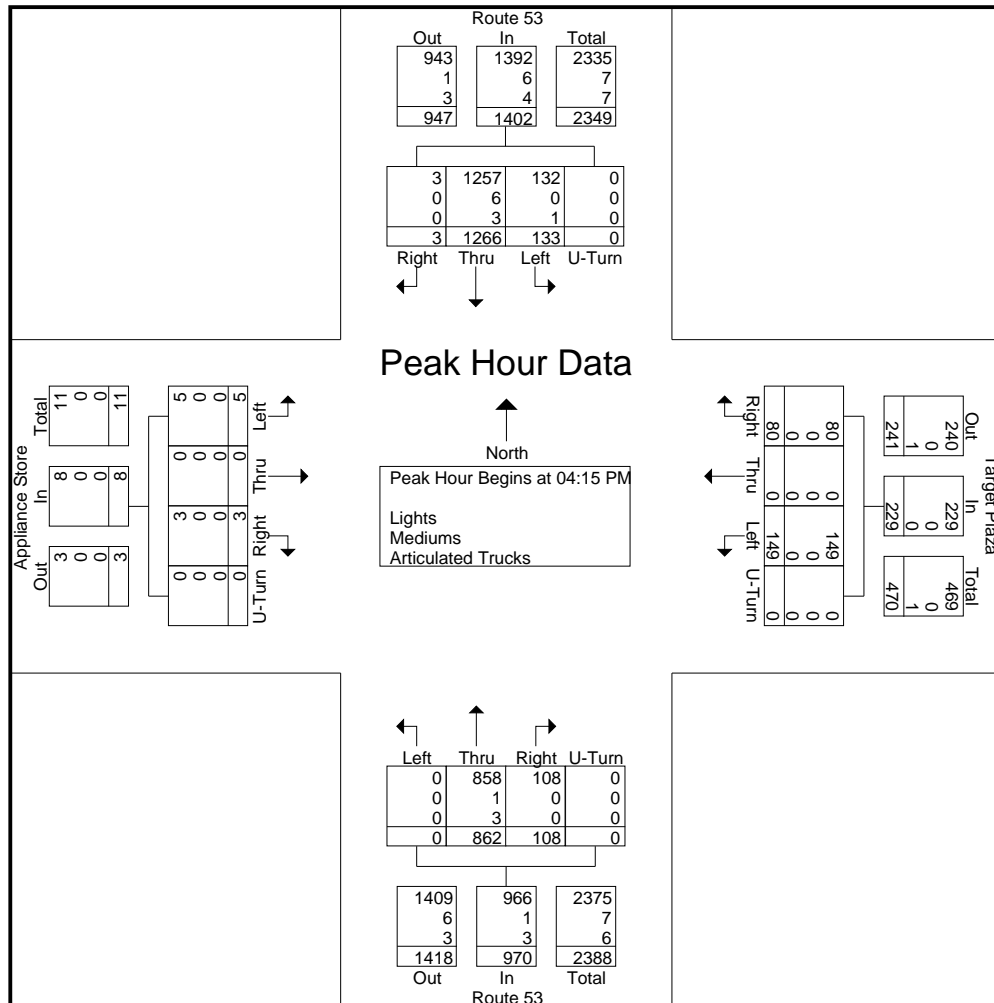 Route 53
Out In Total
943 1392 2335
1 6 7
3 4 7
947 1402 2349
3 1257 132 0
0 6 0 0
0 3 1 0
3 1266 133 0
Right Thru Left U-Turn
Peak Hour Data
North
Peak Hour Begins at 04:15 PM
Lights
Mediums
Articulated Trucks
Appliance Store
Out In Total
3 8 11
0 0 0
0 0 0
3 8 11
5 0 0 5
Left
0 0 0 0
Thru
3 0 0 3
Right
0 0 0 0
U-Turn
Target Plaza
Out In Total
240 229 469
0 0 0
1 0 1
241 229 470
80 0 0 80
Right
0 0 0 0
Thru
149 0 0 149
Left
0 0 0 0
U-Turn
Left Thru Right U-Turn
0 858 108 0
0 1 0 0
0 3 0 0
0 862 108 0
1409 966 2375
6 1 7
3 3 6
1418 970 2388
Out In Total
Route 53